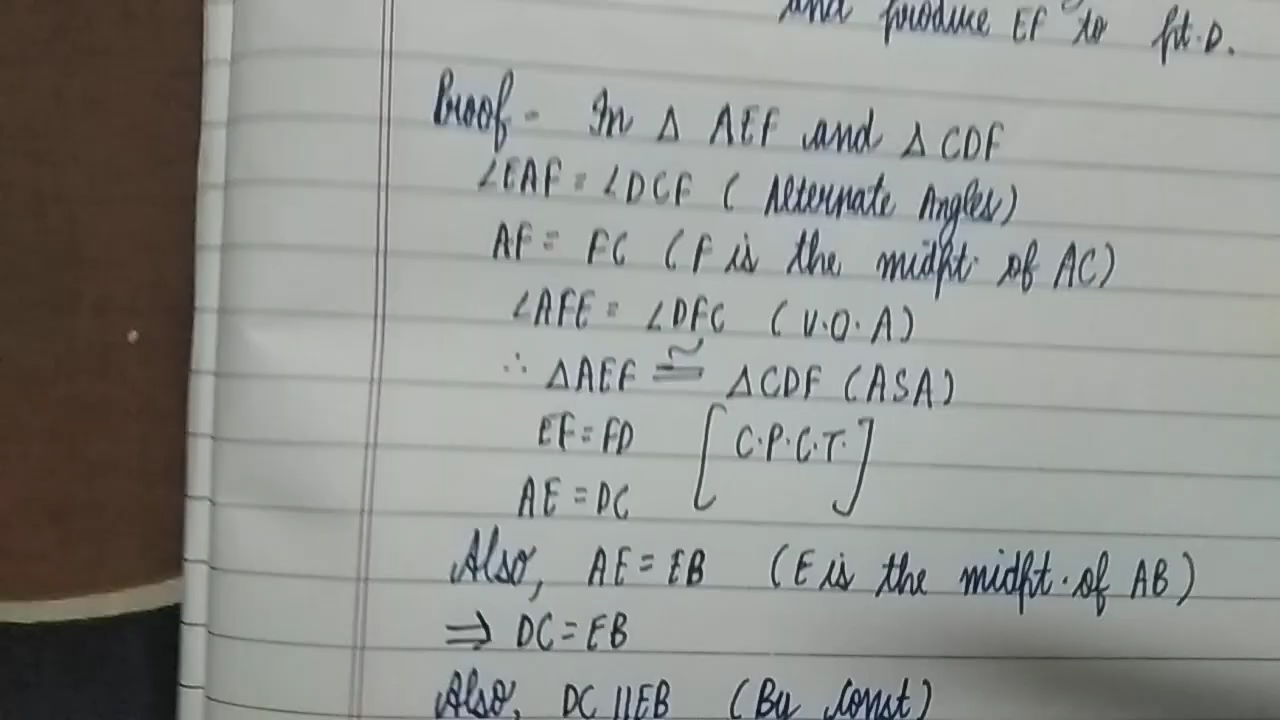 and produce EF to pt.D.
Proof - In Δ AEF and Δ CDF
∠EAF = ∠DCF ( Alternate Angles)
AF = FC (F is the midpt. of AC)
∠AFE = ∠DFC (V.O.A)
∴ ΔAEF ≅ ΔCDF (ASA)
EF = FD [C.P.C.T.]
AE = DC
Also, AE = EB (E is the midpt. of AB)
⇒ DC = EB
Also, DC || EB (By const)